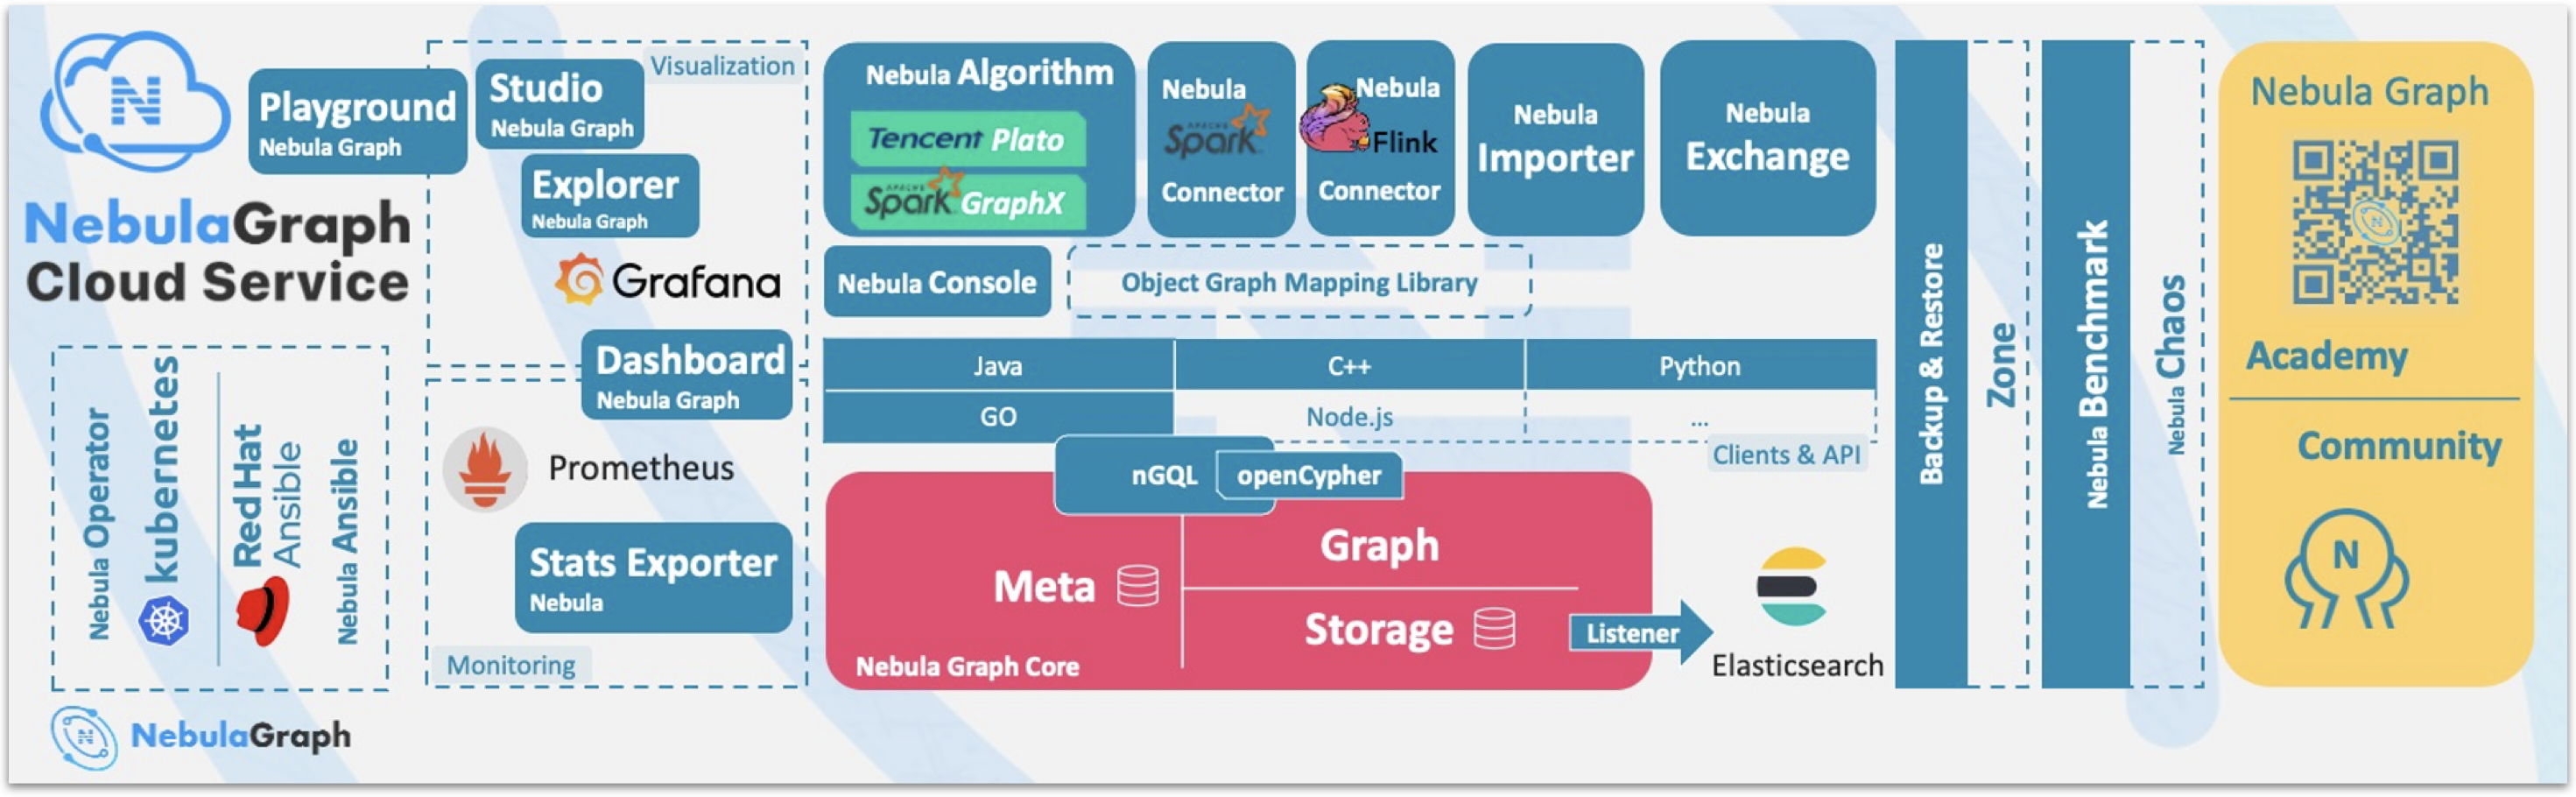 N
NebulaGraph
Cloud Service
Playground
Nebula Graph
Visualization
Studio
Nebula Graph
Explorer
Nebula Graph
Grafana
Dashboard
Nebula Graph
Nebula Operator
kubernetes
Red Hat
Ansible
Nebula Ansible
Prometheus
Stats Exporter
Nebula
Monitoring
NebulaGraph
Nebula Algorithm
Tencent Plato
APACHE
Spark GraphX
Nebula
APACHE
Spark
Connector
Nebula
Flink
Connector
Nebula
Importer
Nebula
Exchange
Nebula Console
Object Graph Mapping Library
Java
C++
Python
GO
Node.js
...
Clients & API
nGQL
openCypher
Meta
Graph
Storage
Nebula Graph Core
Listener
Elasticsearch
Backup & Restore
Zone
Nebula Benchmark
Nebula Chaos
Nebula Graph
Academy
Community
N